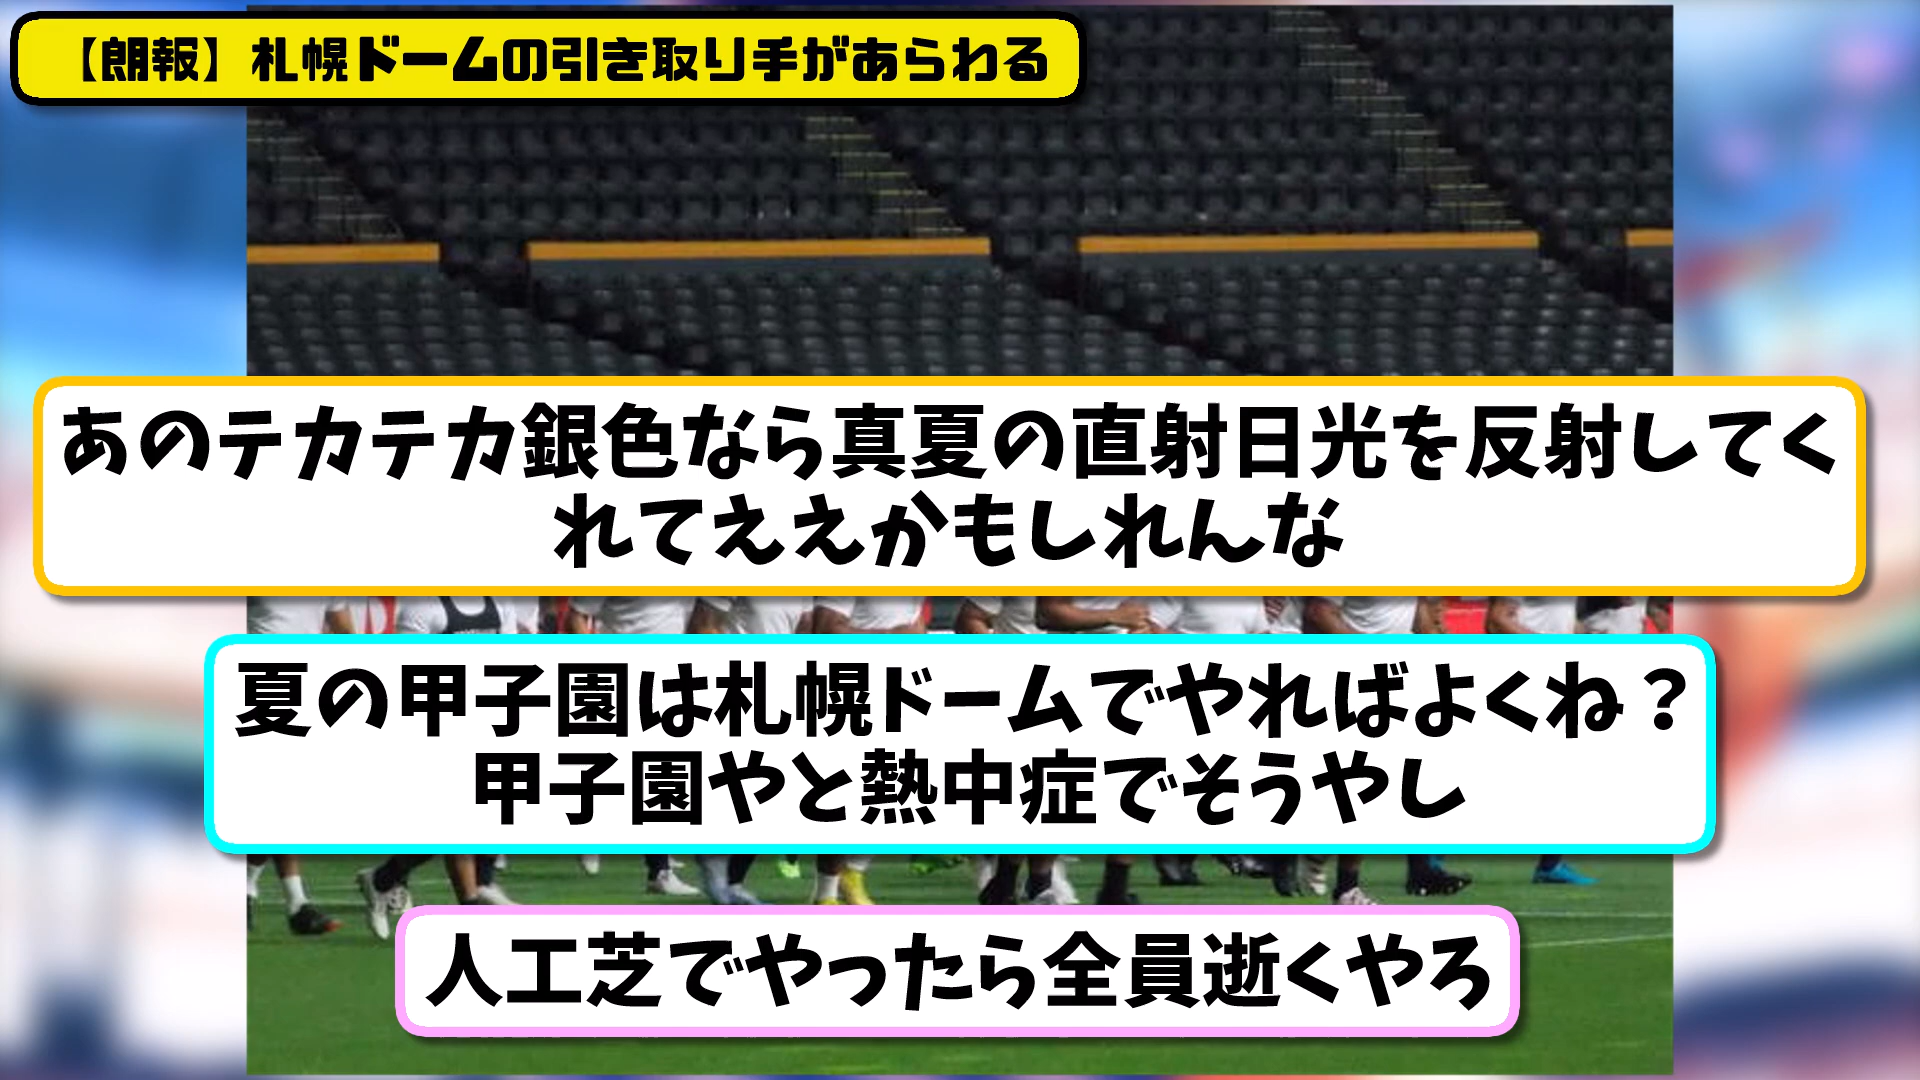 【朗報】札幌ドームの引き取り手があらわる
あのテカテカ銀色なら真夏の直射日光を反射してく
れてええかもしれんな
夏の甲子園は札幌ドームでやればよくね？
甲子園やと熱中症でそうやし
人工芝でやったら全員逝くやろ